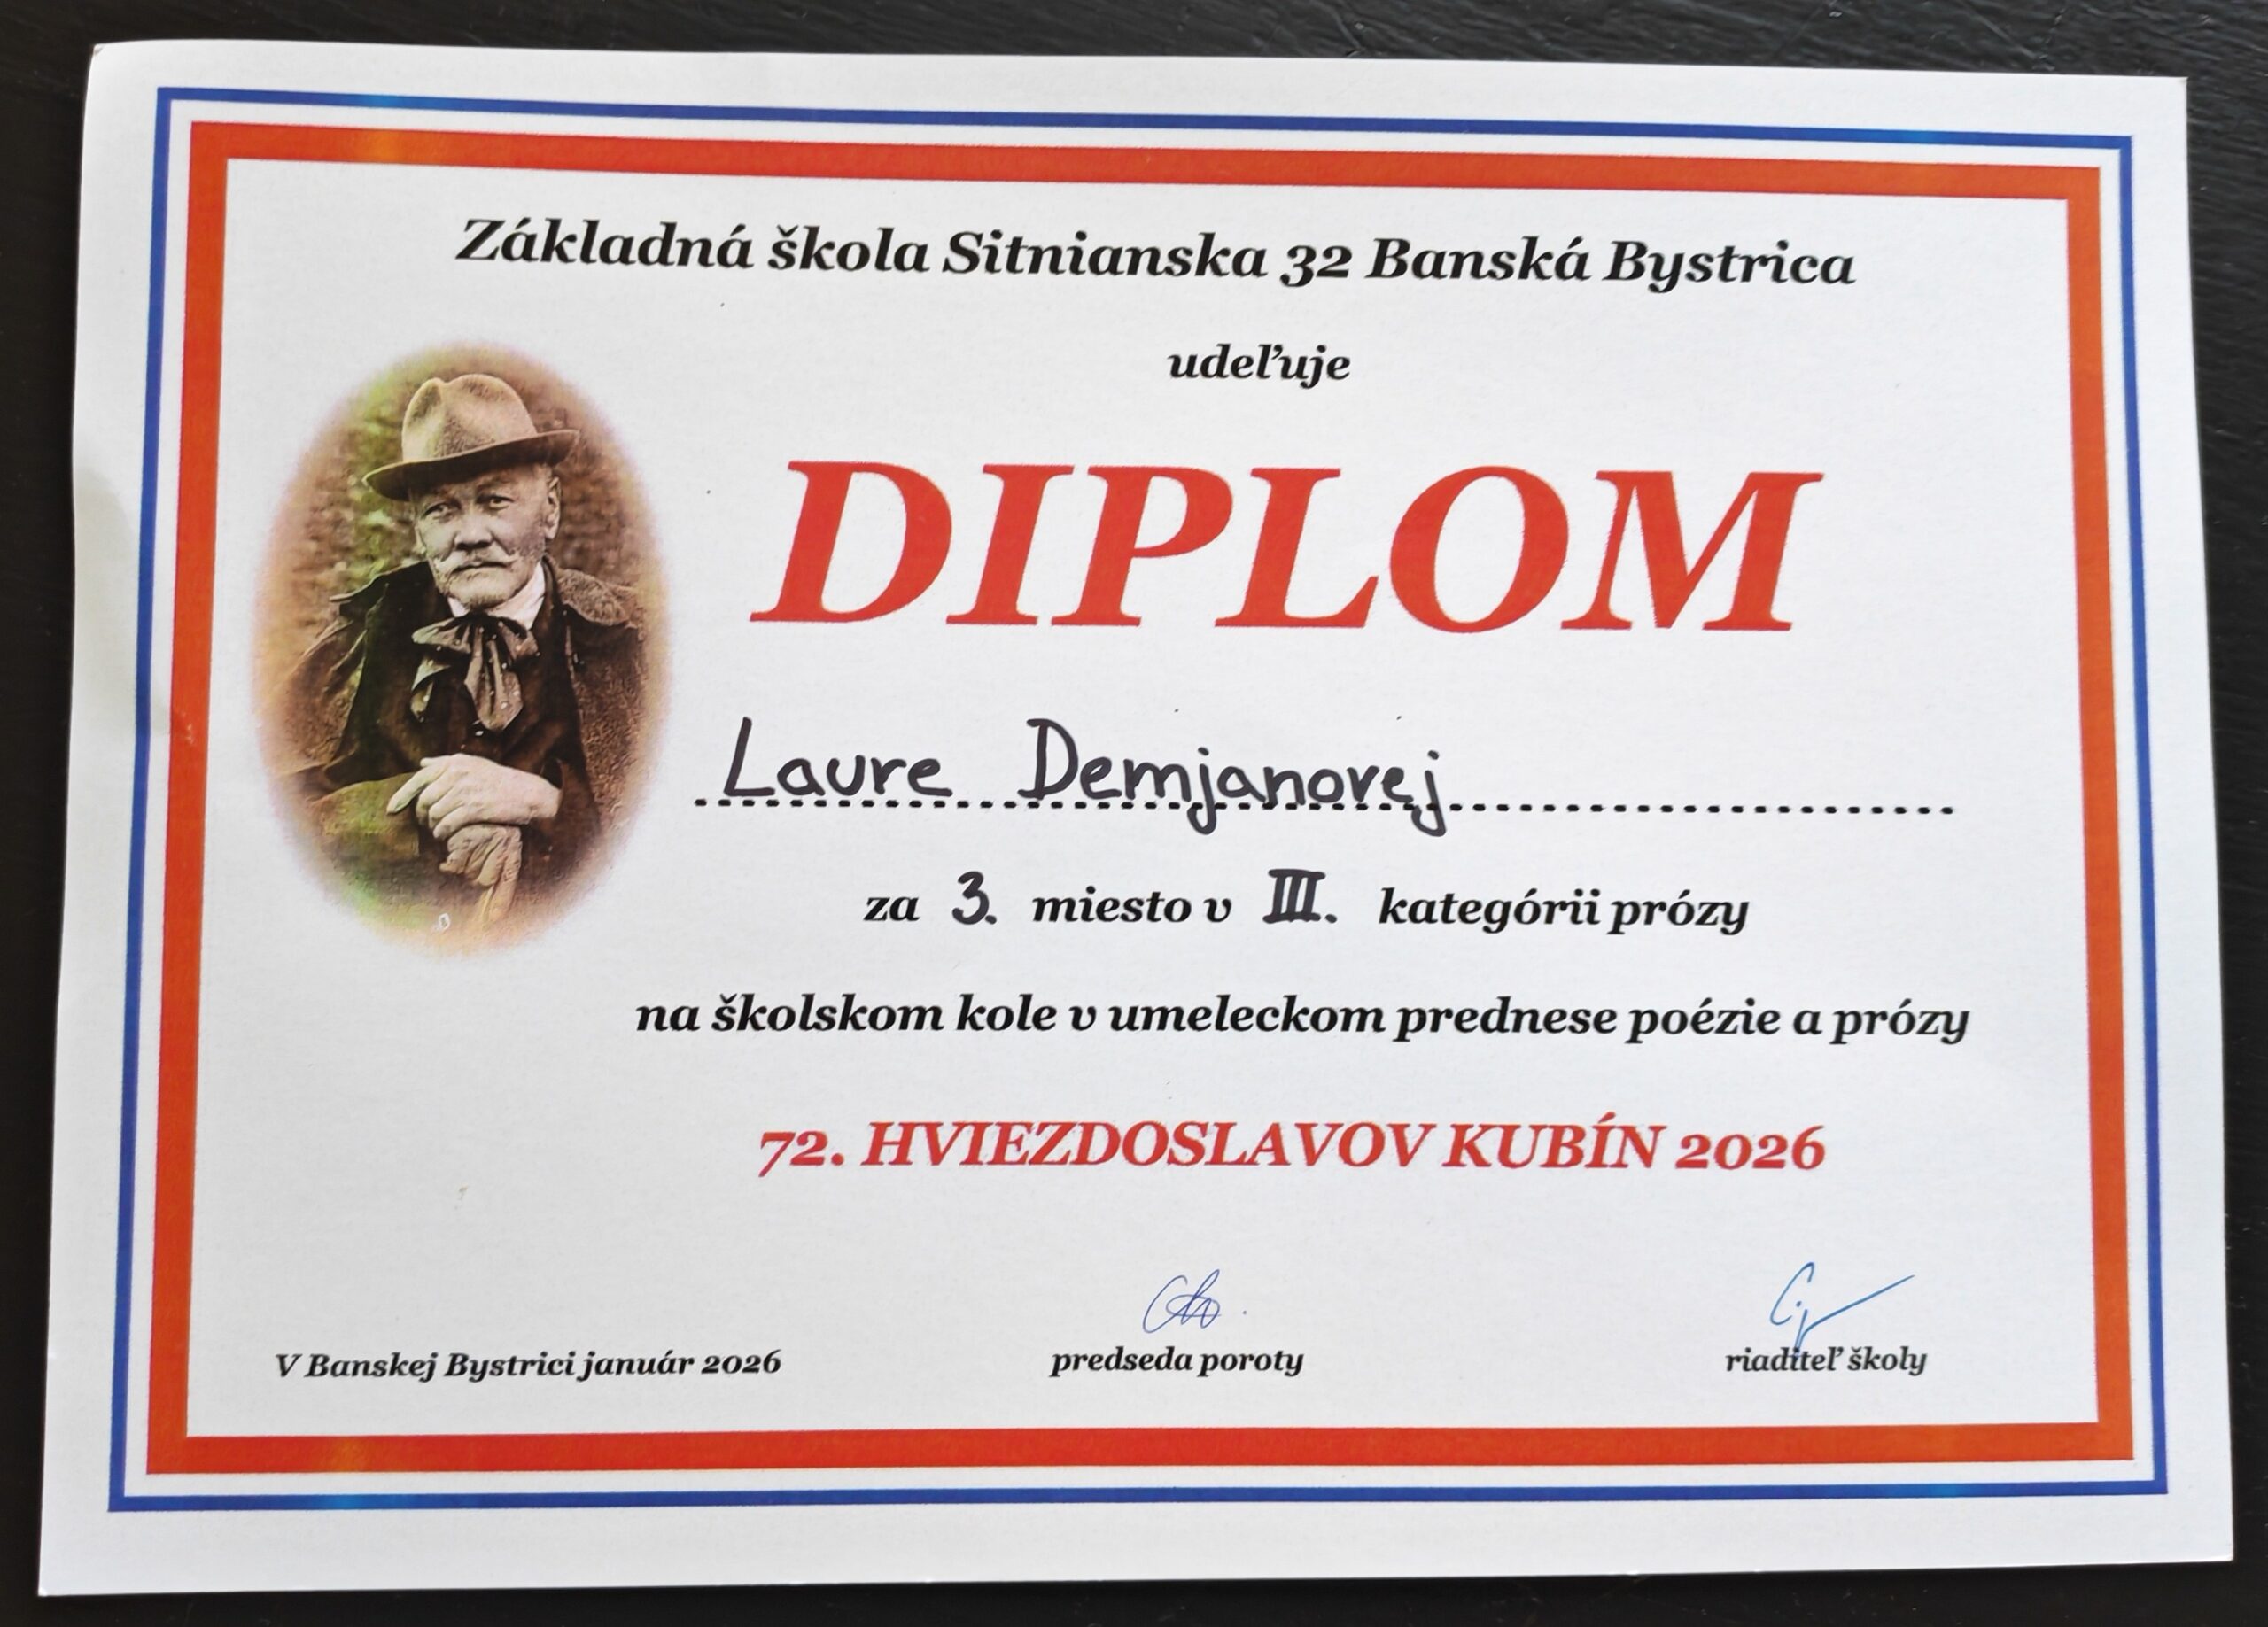 Základná škola Sitnianska 32 Banská Bystrica
udeľuje
DIPLOM
Laure Demjanovej
za 3. miesto v III. kategórii prózy
na školskom kole v umeleckom prednese poézie a prózy
72. HVIEZDOSLAVOV KUBÍN 2026
V Banskej Bystrici január 2026 predseda poroty riaditeľ školy